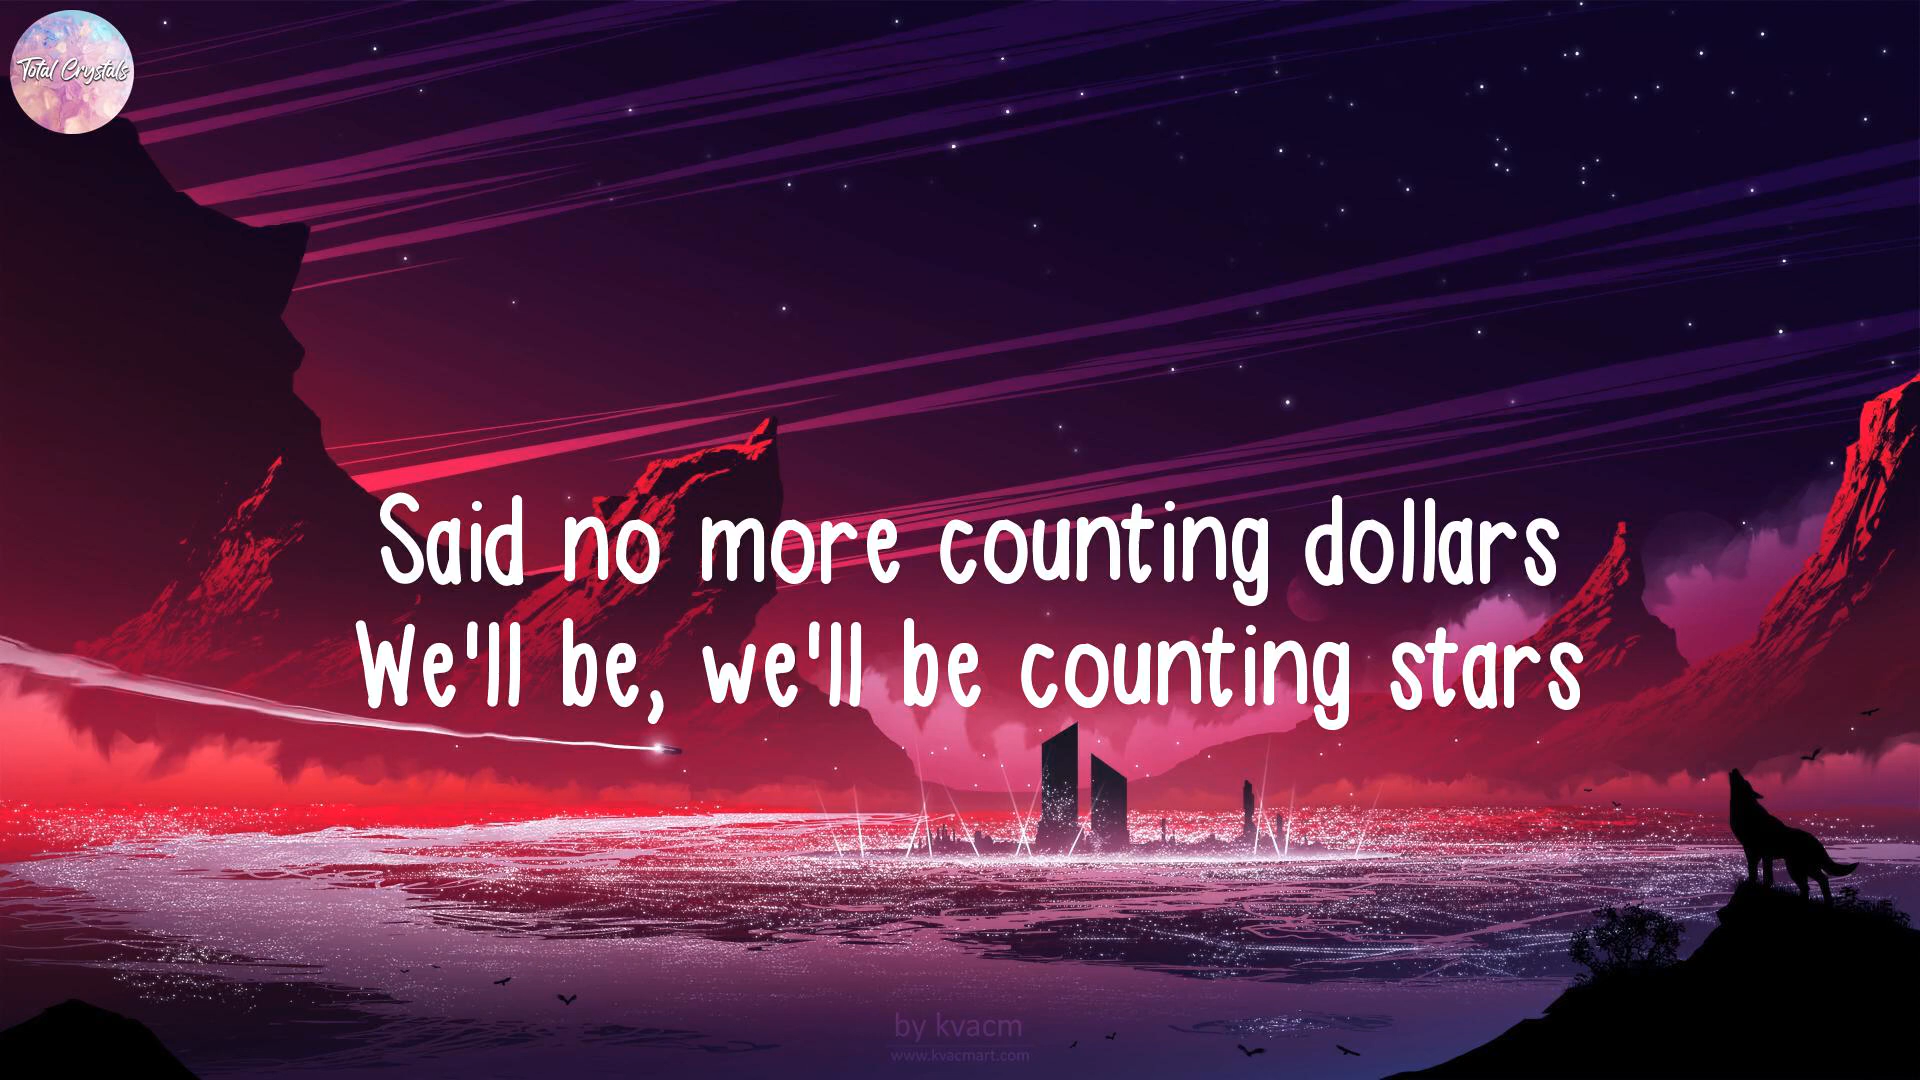 Total Crystals
Said no more counting dollars
We'll be, we'll be counting stars
by kvacm
www.kvacmart.com